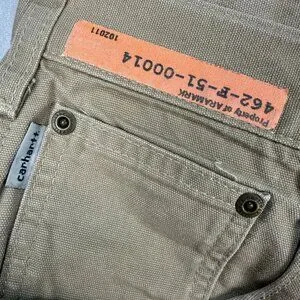 Property of ARAMARK
462-F-51-00014
102011
carhartt